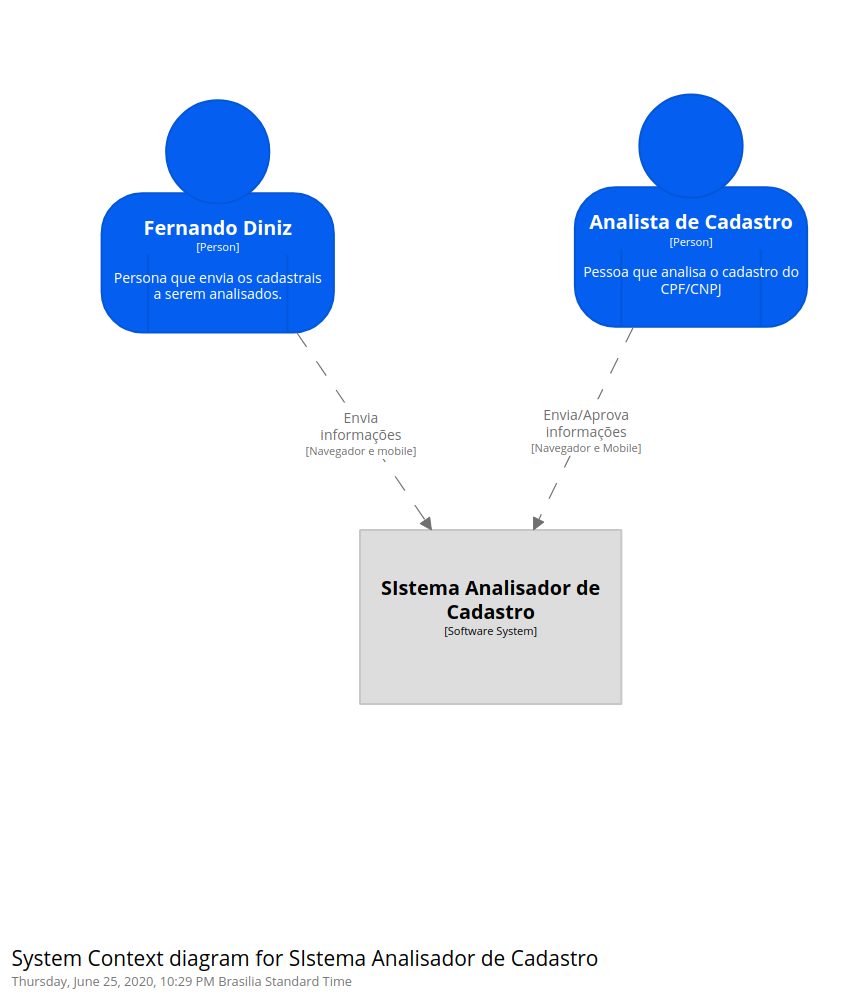 Fernando Diniz
[Person]
Persona que envia os cadastrais
a serem analisados.
Analista de Cadastro
[Person]
Pessoa que analisa o cadastro do
CPF/CNPJ
Envia
informações
[Navegador e mobile]
Envia/Aprova
informações
[Navegador e Mobile]
SIstema Analisador de
Cadastro
[Software System]
System Context diagram for SIstema Analisador de Cadastro
Thursday, June 25, 2020, 10:29 PM Brasilia Standard Time